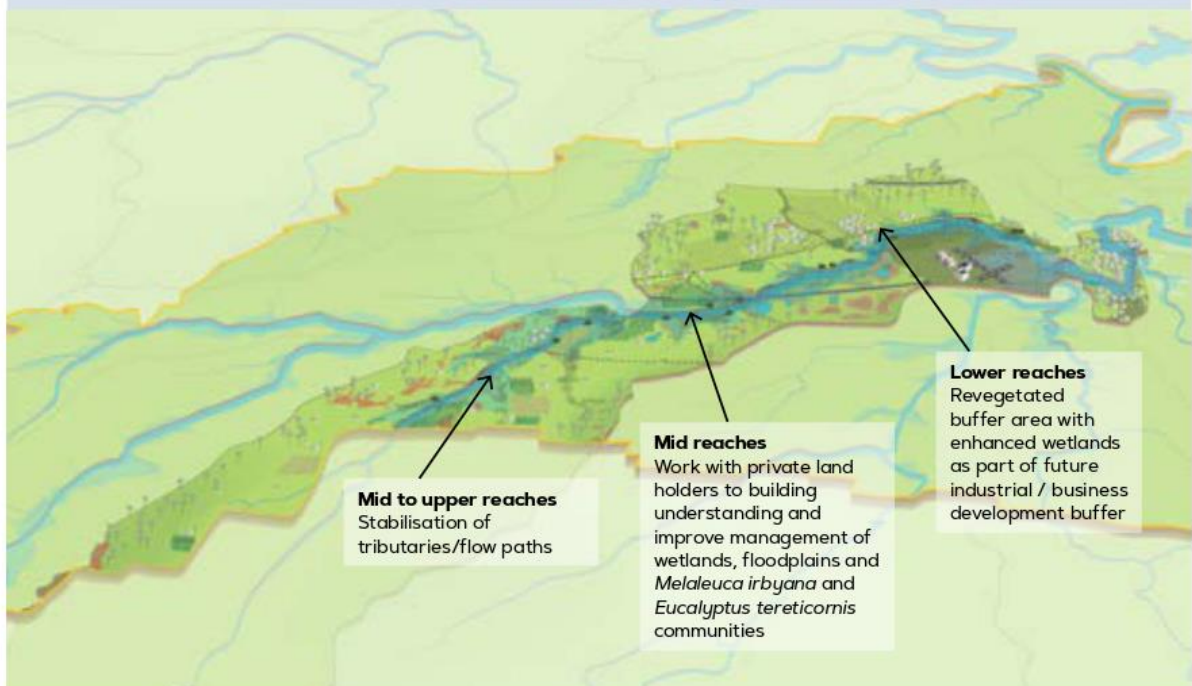 Mid to upper reaches
Stabilisation of
tributaries/flow paths
Mid reaches
Work with private land
holders to building
understanding and
improve management of
wetlands, floodplains and
Melaleuca irbyana and
Eucalyptus tereticornis
communities
Lower reaches
Revegetated
buffer area with
enhanced wetlands
as part of future
industrial / business
development buffer